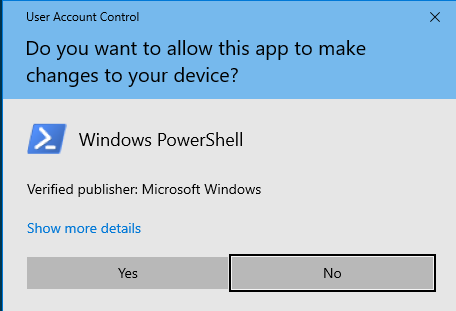 User Account Control
Do you want to allow this app to make
changes to your device?
Windows PowerShell
Verified publisher: Microsoft Windows
Show more details
Yes
No